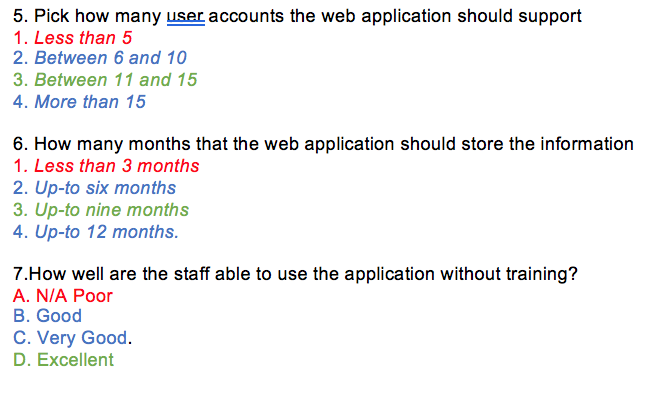 5. Pick how many user accounts the web application should support
1. Less than 5
2. Between 6 and 10
3. Between 11 and 15
4. More than 15
6. How many months that the web application should store the information
1. Less than 3 months
2. Up-to six months
3. Up-to nine months
4. Up-to 12 months.
7.How well are the staff able to use the application without training?
A. N/A Poor
B. Good
C. Very Good.
D. Excellent